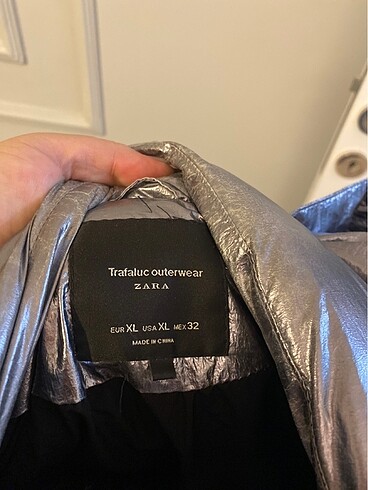 Trafaluc outerwear
ZARA
EUR XL USA XL MEX 32
MADE IN CHINA